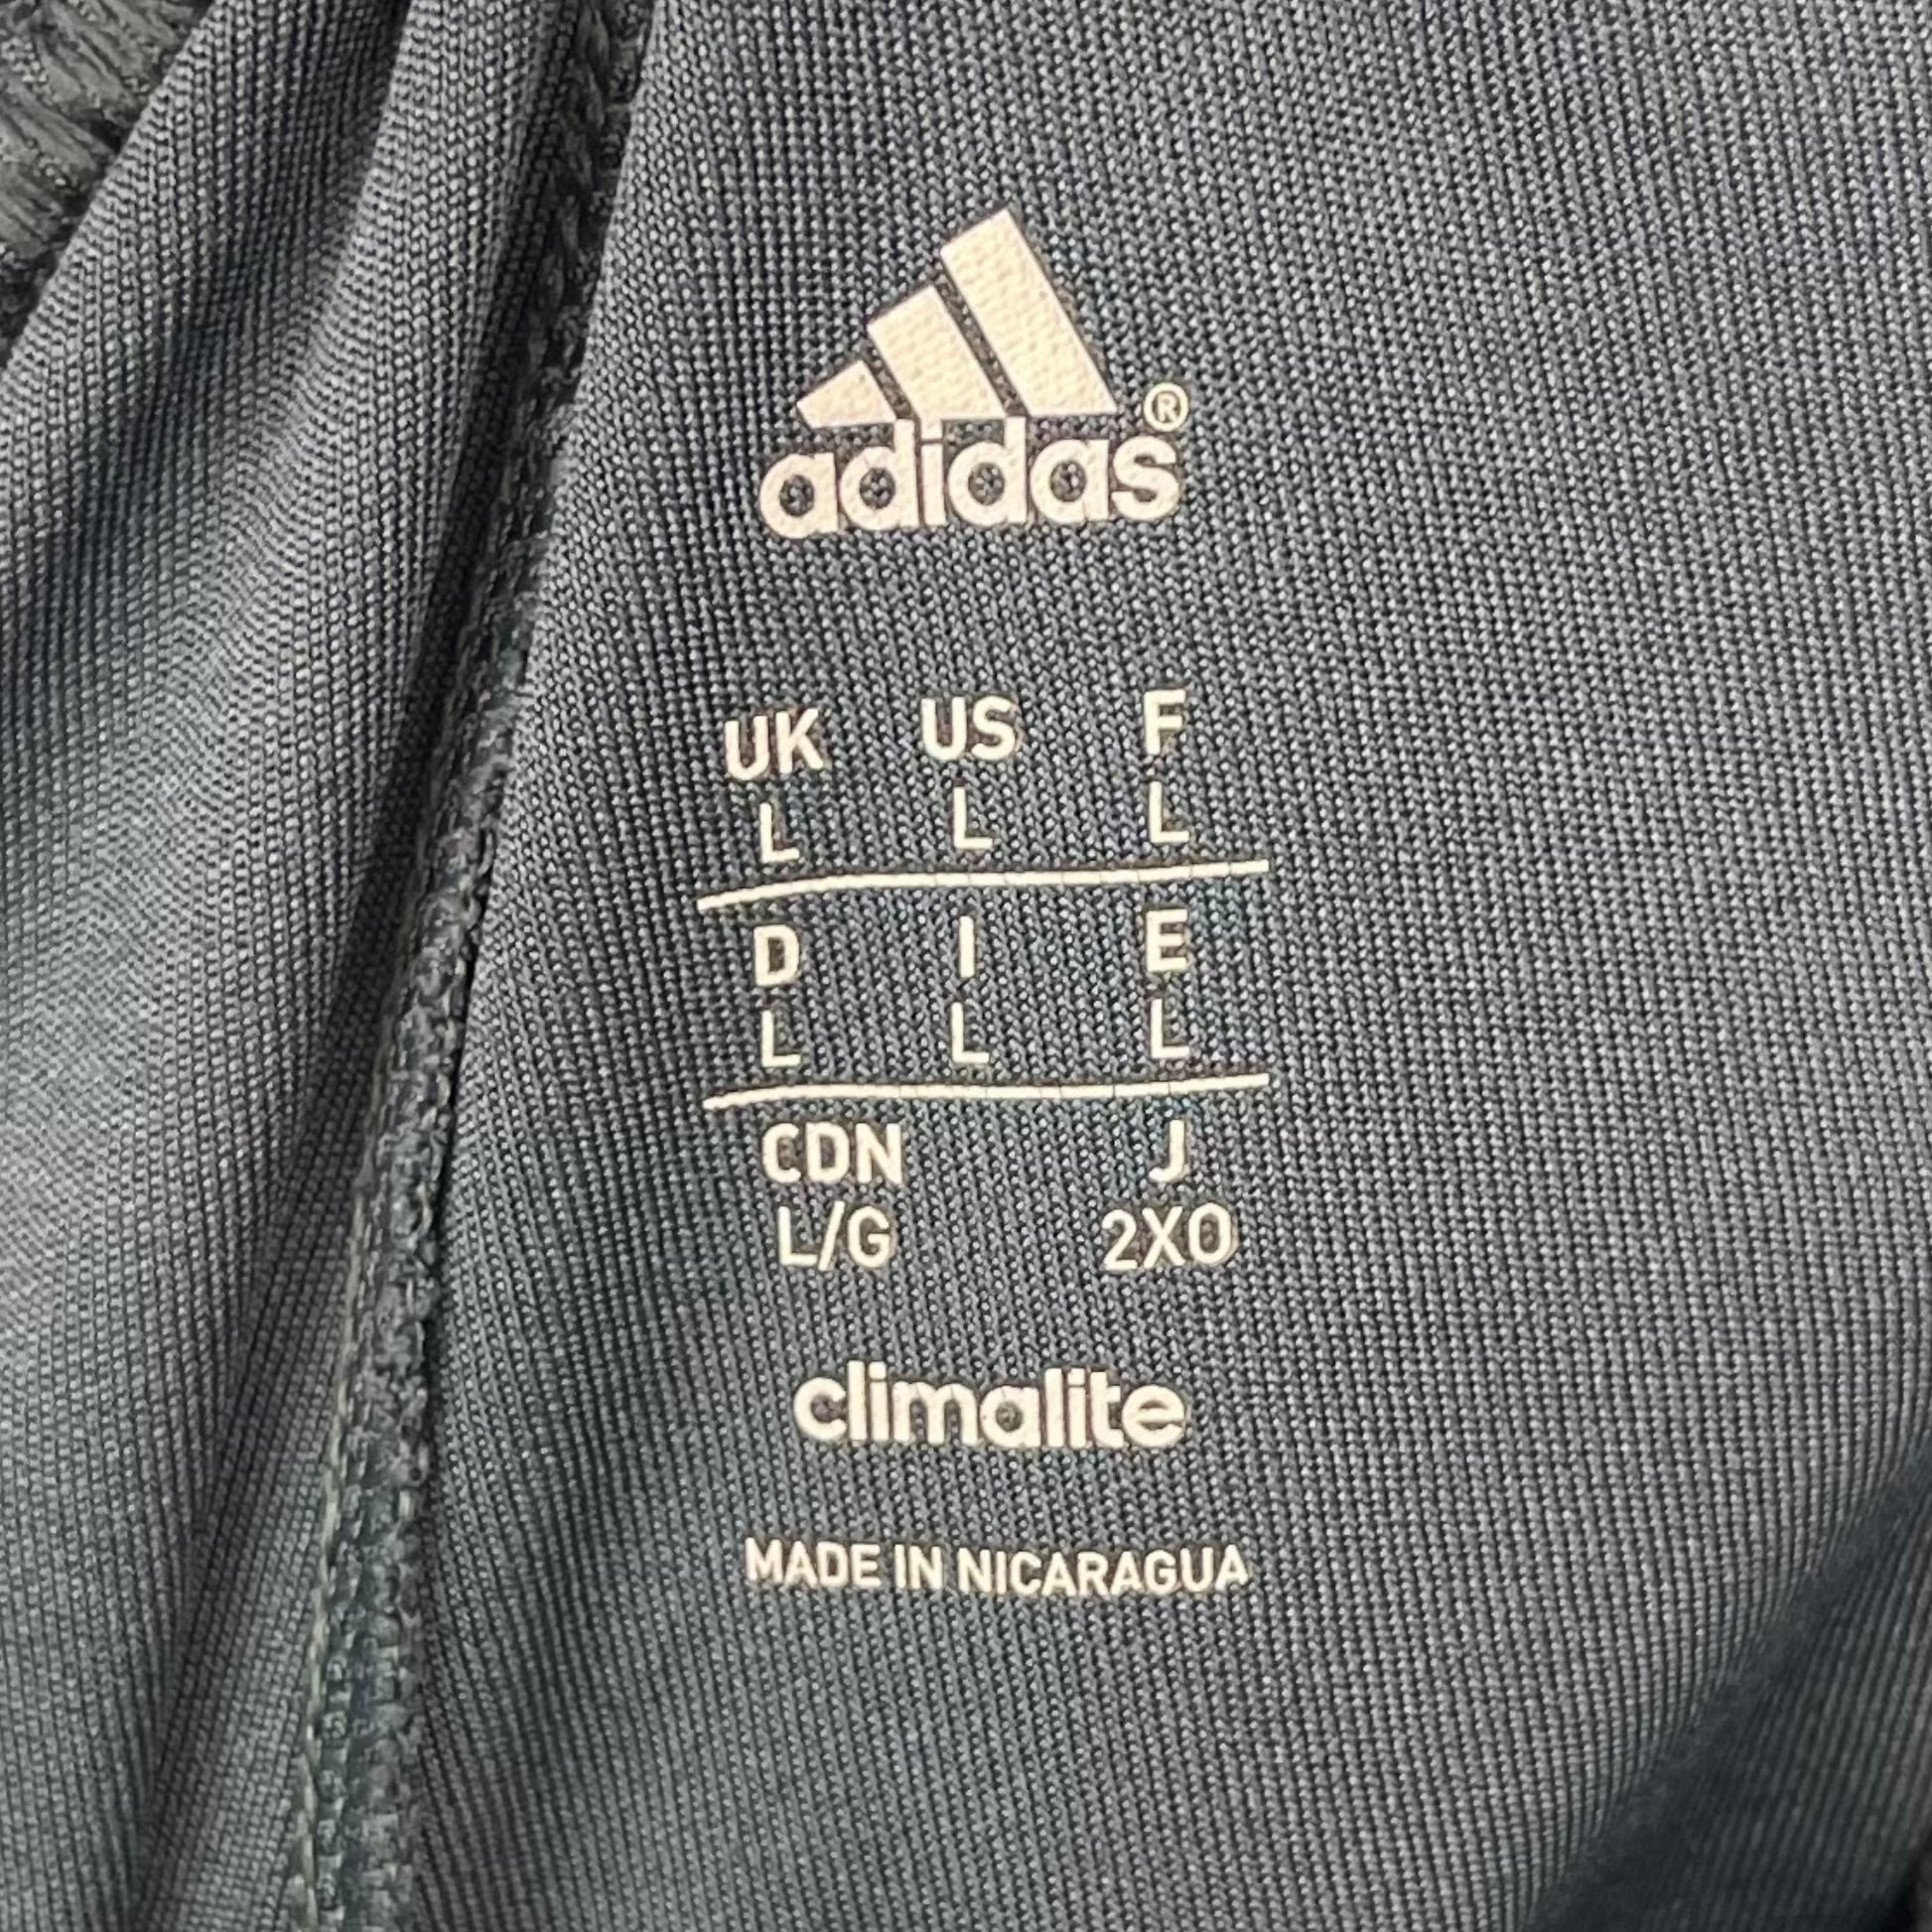 adidas®
UK US F
L L L
D I E
L L L
CDN J
L/G 2XO
climalite
MADE IN NICARAGUA